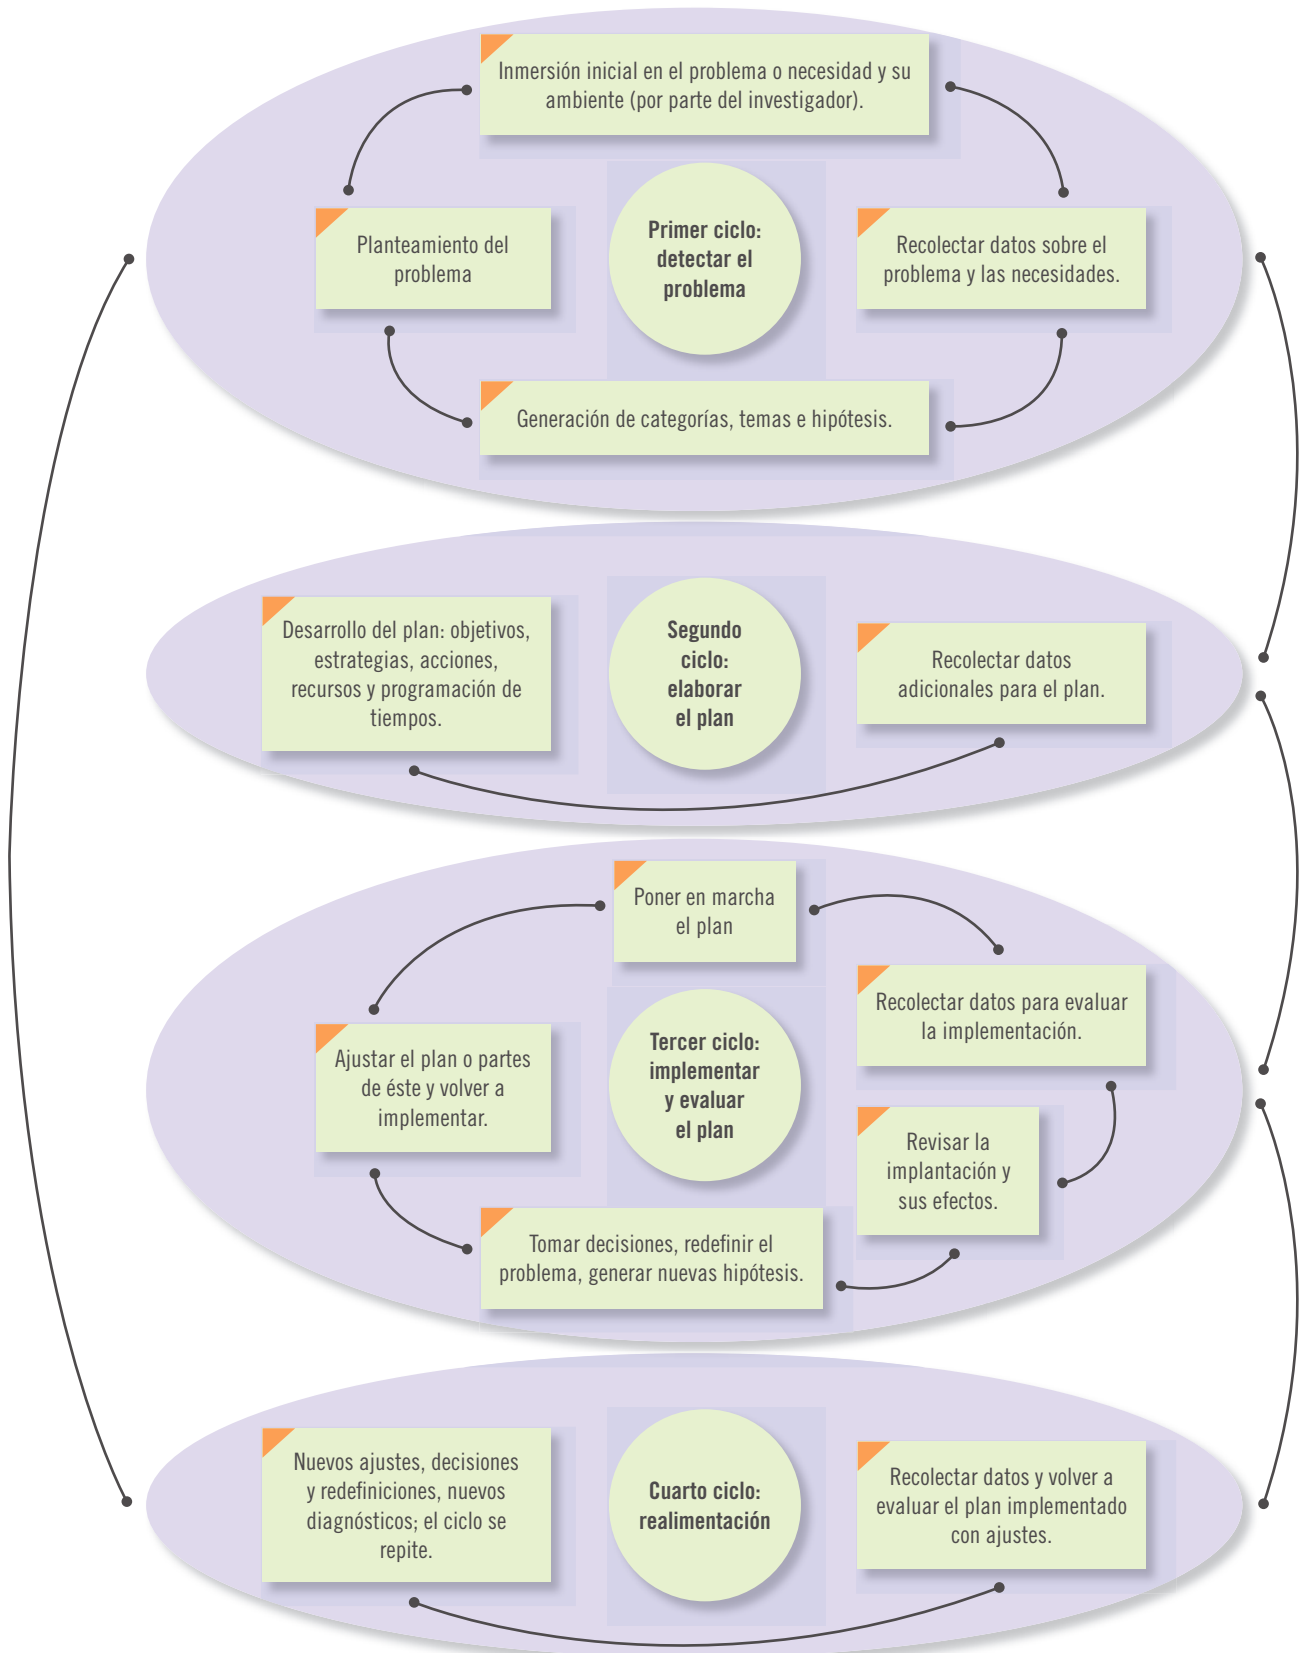 Inmersión inicial en el problema o necesidad y su
ambiente (por parte del investigador).
Planteamiento del
problema
Primer ciclo:
detectar el
problema
Recolectar datos sobre el
problema y las necesidades.
Generación de categorías, temas e hipótesis.
Desarrollo del plan: objetivos,
estrategias, acciones,
recursos y programación de
tiempos.
Segundo
ciclo:
elaborar
el plan
Recolectar datos
adicionales para el plan.
Poner en marcha
el plan
Recolectar datos para evaluar
la implementación.
Ajustar el plan o partes
de éste y volver a
implementar.
Tercer ciclo:
implementar
y evaluar
el plan
Revisar la
implantación y
sus efectos.
Tomar decisiones, redefinir el
problema, generar nuevas hipótesis.
Nuevos ajustes, decisiones
y redefiniciones, nuevos
diagnósticos; el ciclo se
repite.
Cuarto ciclo:
realimentación
Recolectar datos y volver a
evaluar el plan implementado
con ajustes.